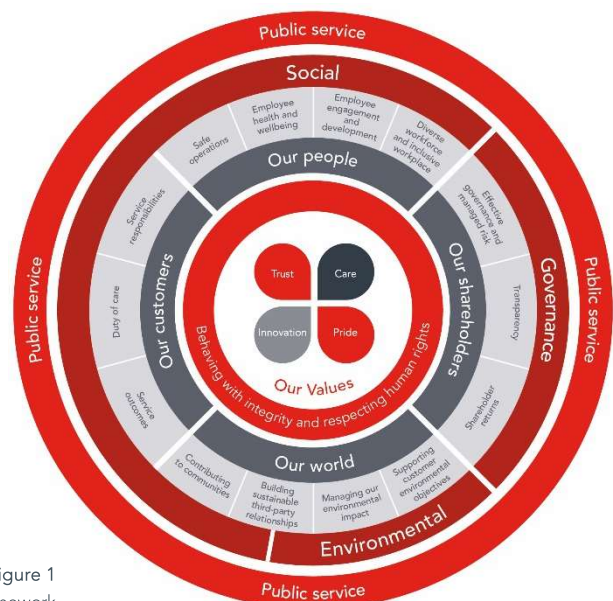 Public service
Social
Safe
operations
Employee
health and
wellbeing
Employee
engagement
and
development
Diverse
workforce
and inclusive
workplace
Our people
Public service
Service
responsibilities
Duty of care
Service
outcomes
Our customers
Trust
Care
Innovation
Pride
Our Values
Behaving with integrity and respecting human rights
Our shareholders
Effective
governance and
managed risk
Transparency
Shareholder
returns
Governance
Public service
Our world
Contributing
to communities
Building
sustainable
third-party
relationships
Managing our
environmental
impact
Supporting
customer
environmental
objectives
Environmental
Public service
igure 1